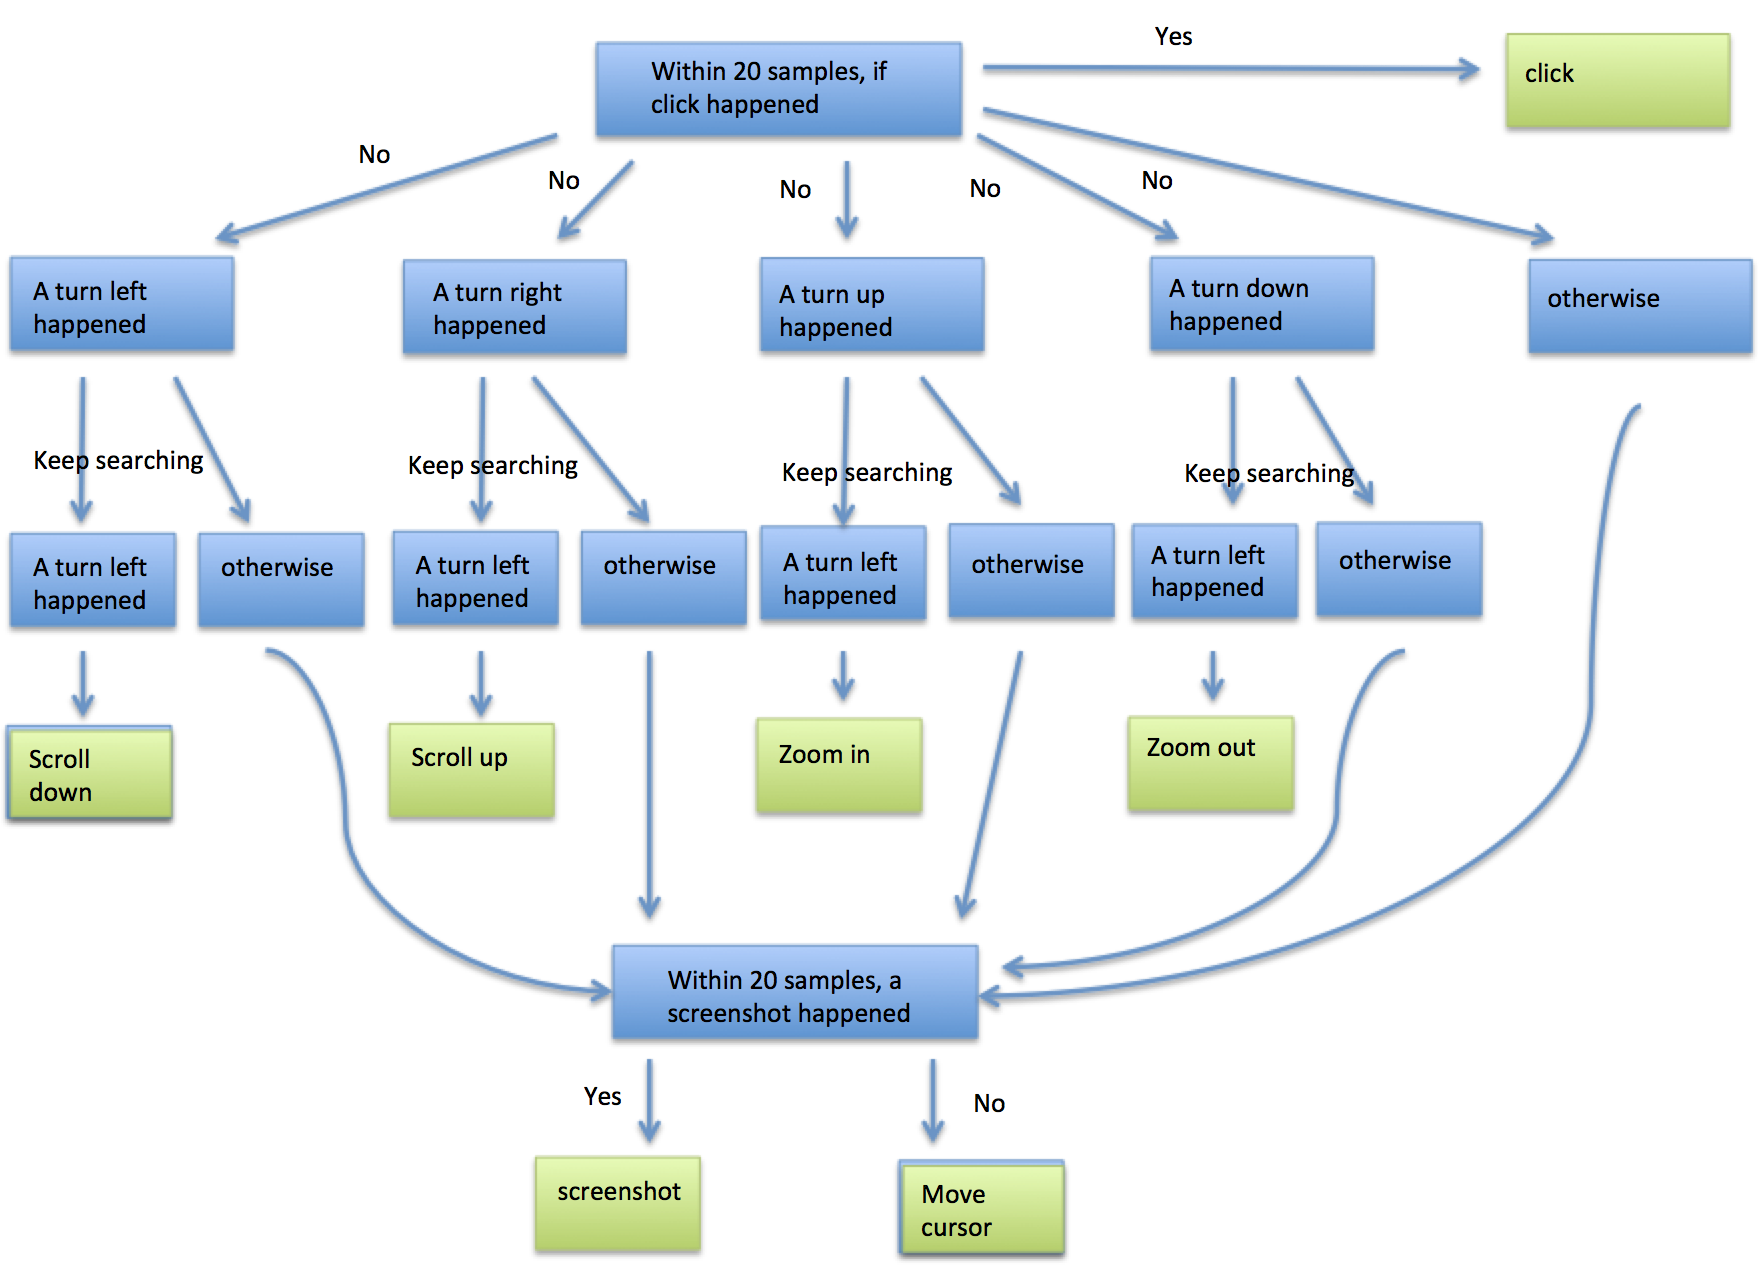 Yes
Within 20 samples, if
click happened
click
No
No
No
No
No
A turn left
happened
A turn right
happened
A turn up
happened
A turn down
happened
otherwise
Keep searching
Keep searching
Keep searching
Keep searching
A turn left
happened
otherwise
A turn left
happened
otherwise
A turn left
happened
otherwise
A turn left
happened
otherwise
Scroll
down
Scroll up
Zoom in
Zoom out
Within 20 samples, a
screenshot happened
Yes
No
screenshot
Move
cursor